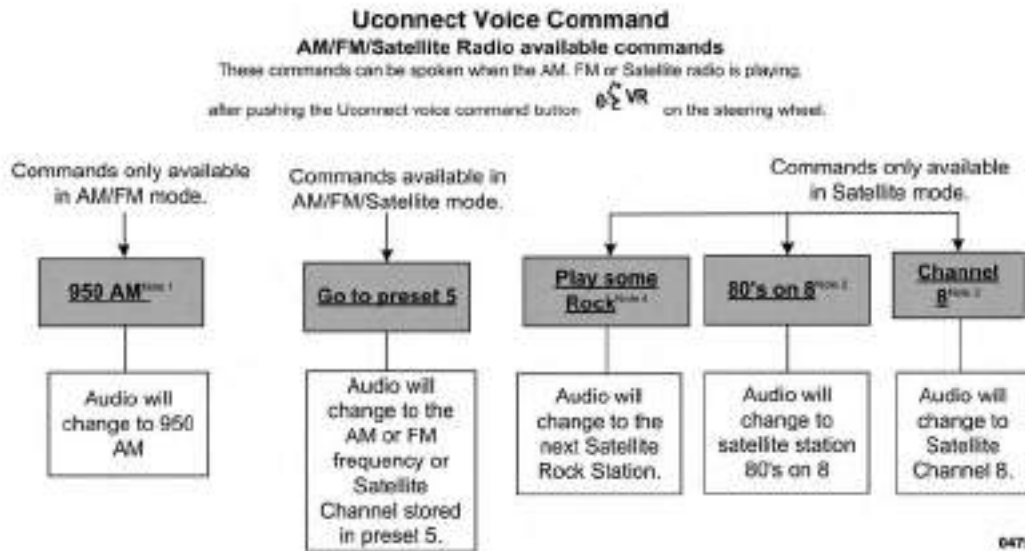 Uconnect Voice Command
AM/FM/Satellite Radio available commands
These commands can be spoken when the AM, FM or Satellite radio is playing,
after pushing the Uconnect voice command button VR on the steering wheel.
Commands only available
in AM/FM mode.
Commands available in
AM/FM/Satellite mode.
Commands only available
in Satellite mode.
950 AM Note 1
Go to preset 5
Play some
Rock
80's on 8 Note 2
Channel
8 Note 2
Audio will
change to 950
AM
Audio will
change to the
AM or FM
frequency or
Satellite
Channel stored
in preset 5.
Audio will
change to the
next Satellite
Rock Station.
Audio will
change to
satellite station
80's on 8
Audio will
change to
Satellite
Channel 8.